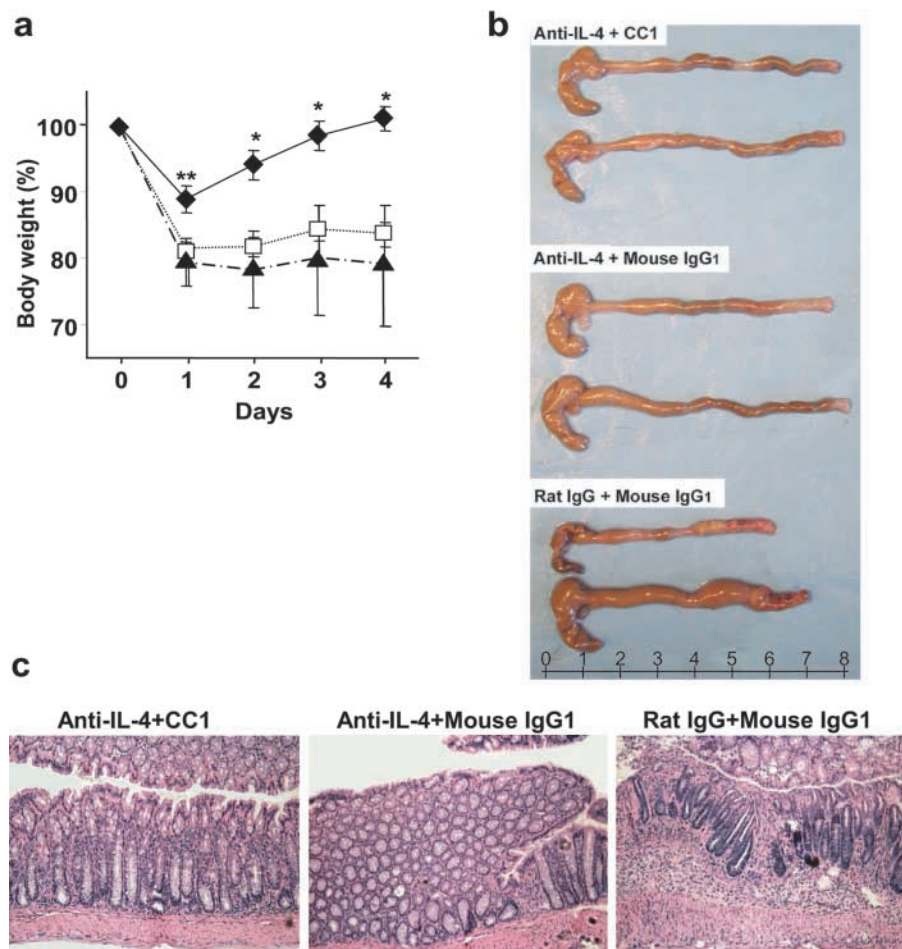 a
Body weight (%)
100
90
80
70
**
*
*
*
0 1 2 3 4
Days
b
Anti-IL-4 + CC1
Anti-IL-4 + Mouse IgG1
Rat IgG + Mouse IgG1
0 1 2 3 4 5 6 7 8
c
Anti-IL-4+CC1
Anti-IL-4+Mouse IgG1
Rat IgG+Mouse IgG1